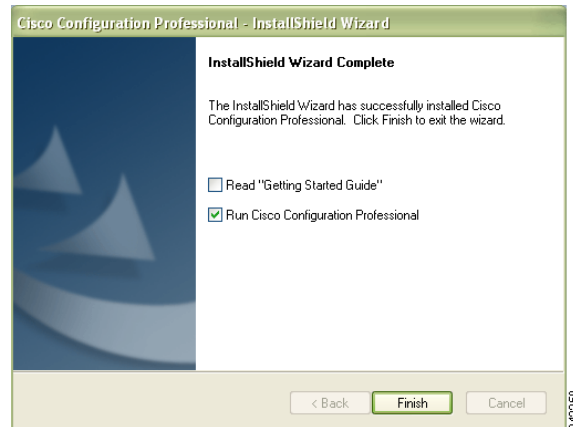 Cisco Configuration Professional - InstallShield Wizard
InstallShield Wizard Complete
The InstallShield Wizard has successfully installed Cisco
Configuration Professional. Click Finish to exit the wizard.
Read "Getting Started Guide"
Run Cisco Configuration Professional
< Back
Finish
Cancel